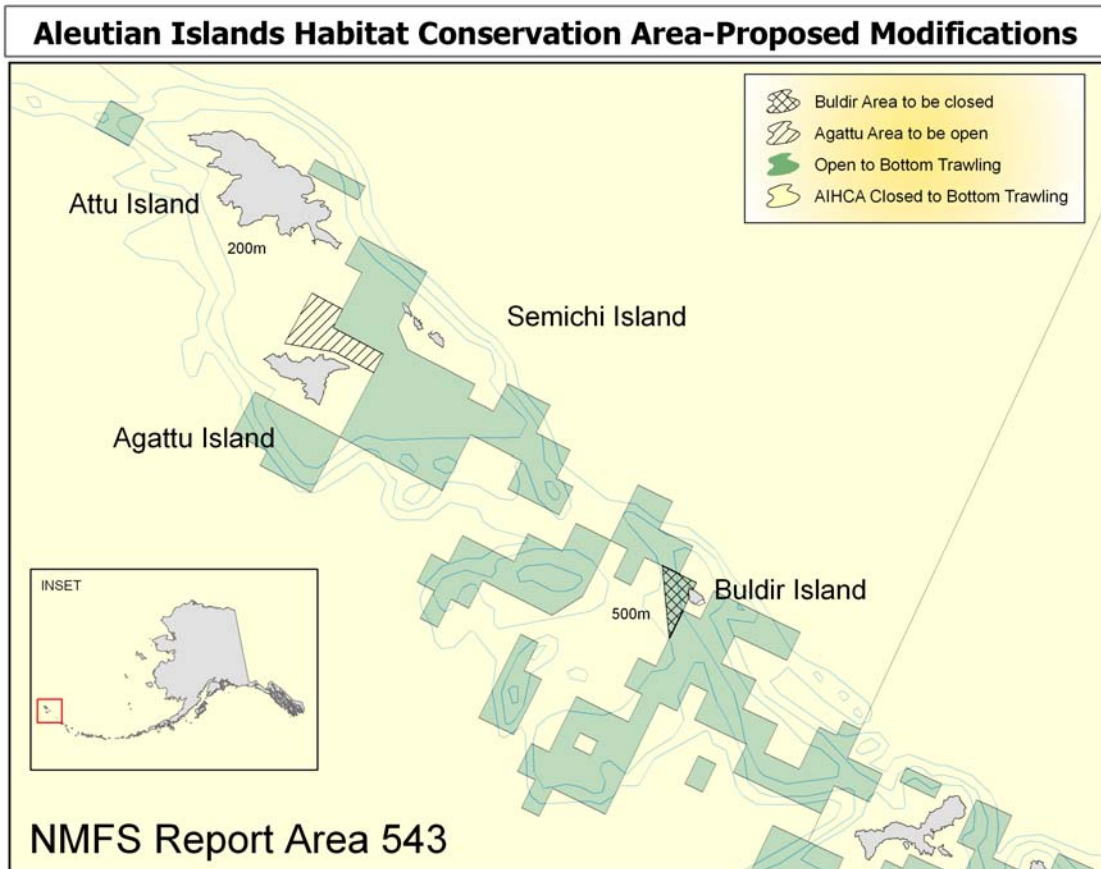 Aleutian Islands Habitat Conservation Area-Proposed Modifications
Buldir Area to be closed
Agattu Area to be open
Open to Bottom Trawling
AIHCA Closed to Bottom Trawling
Attu Island
200m
Semichi Island
Agattu Island
Buldir Island
500m
INSET
NMFS Report Area 543